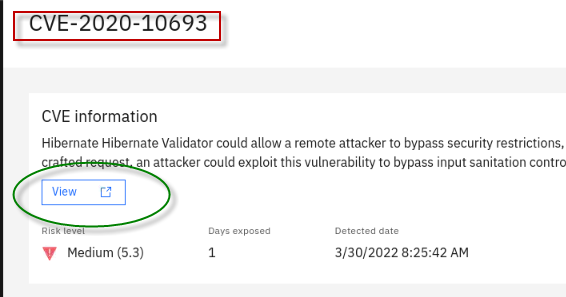 CVE-2020-10693
CVE information
Hibernate Hibernate Validator could allow a remote attacker to bypass security restrictions,
crafted request, an attacker could exploit this vulnerability to bypass input sanitation contro
View
Risk level
Days exposed
Detected date
Medium (5.3)
1
3/30/2022 8:25:42 AM